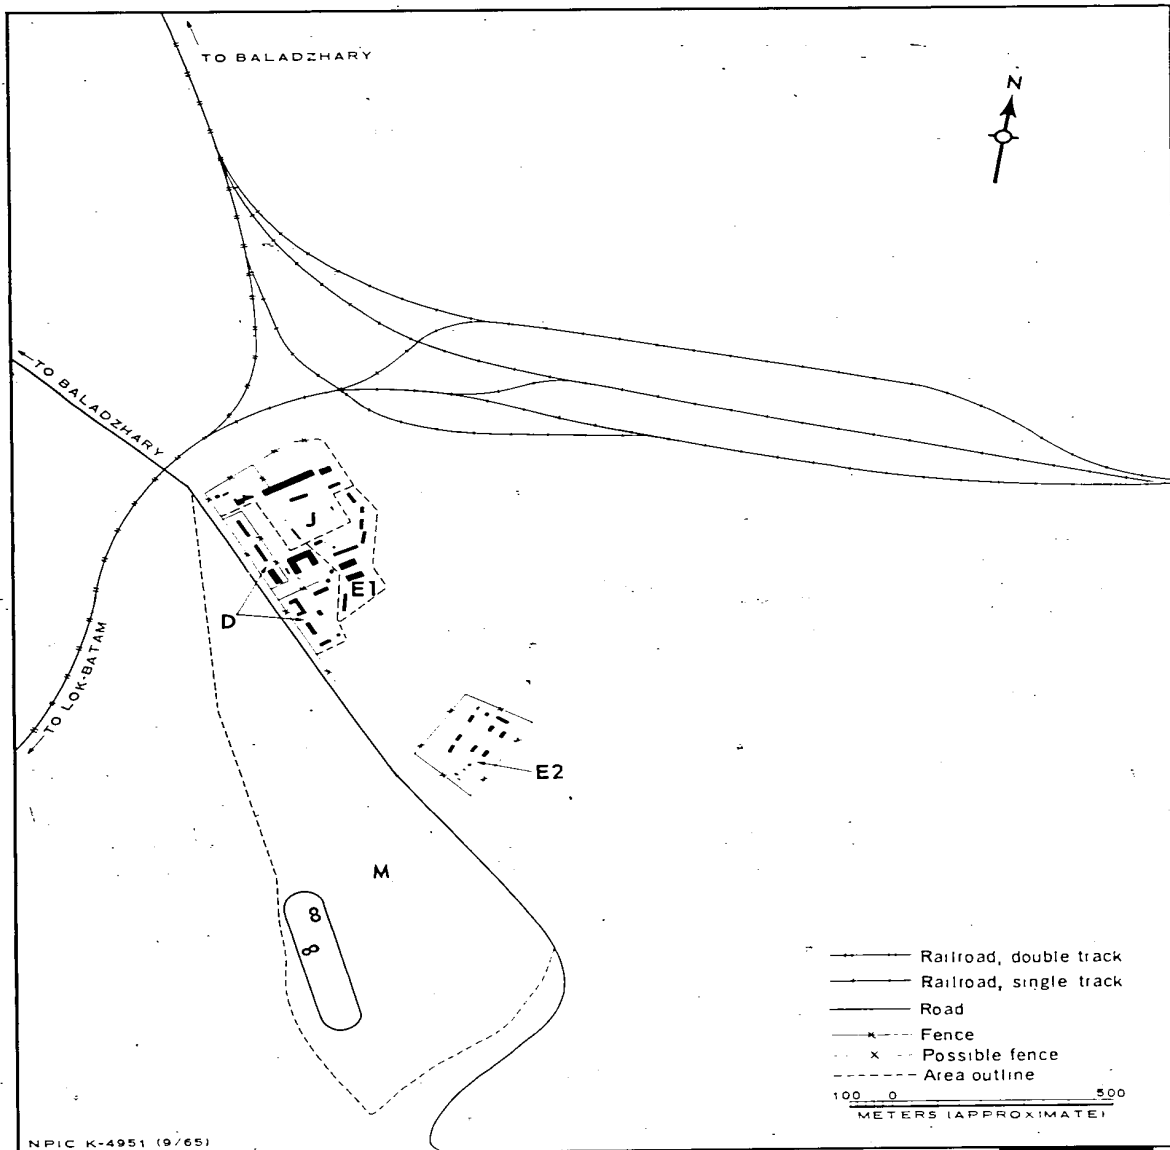 TO BALADZHARY
N
TO BALADZHARY
J
E1
D
TO LOK-BATAM
E2
M
8
8
Railroad, double track
Railroad, single track
Road
Fence
Possible fence
Area outline
100 0 500
METERS (APPROXIMATE)
NPIC K-4951 (9/65)